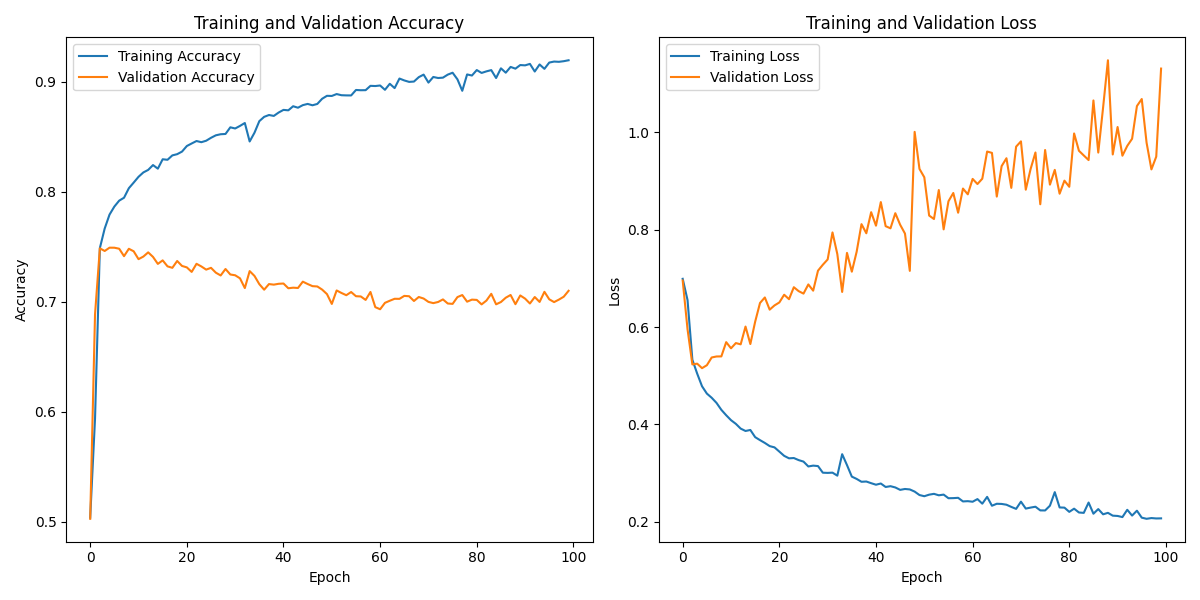 Training and Validation Accuracy
Training Accuracy
Validation Accuracy
Accuracy
0.9
0.8
0.7
0.6
0.5
0 20 40 60 80 100
Epoch
Training and Validation Loss
Training Loss
Validation Loss
Loss
1.0
0.8
0.6
0.4
0.2
0 20 40 60 80 100
Epoch